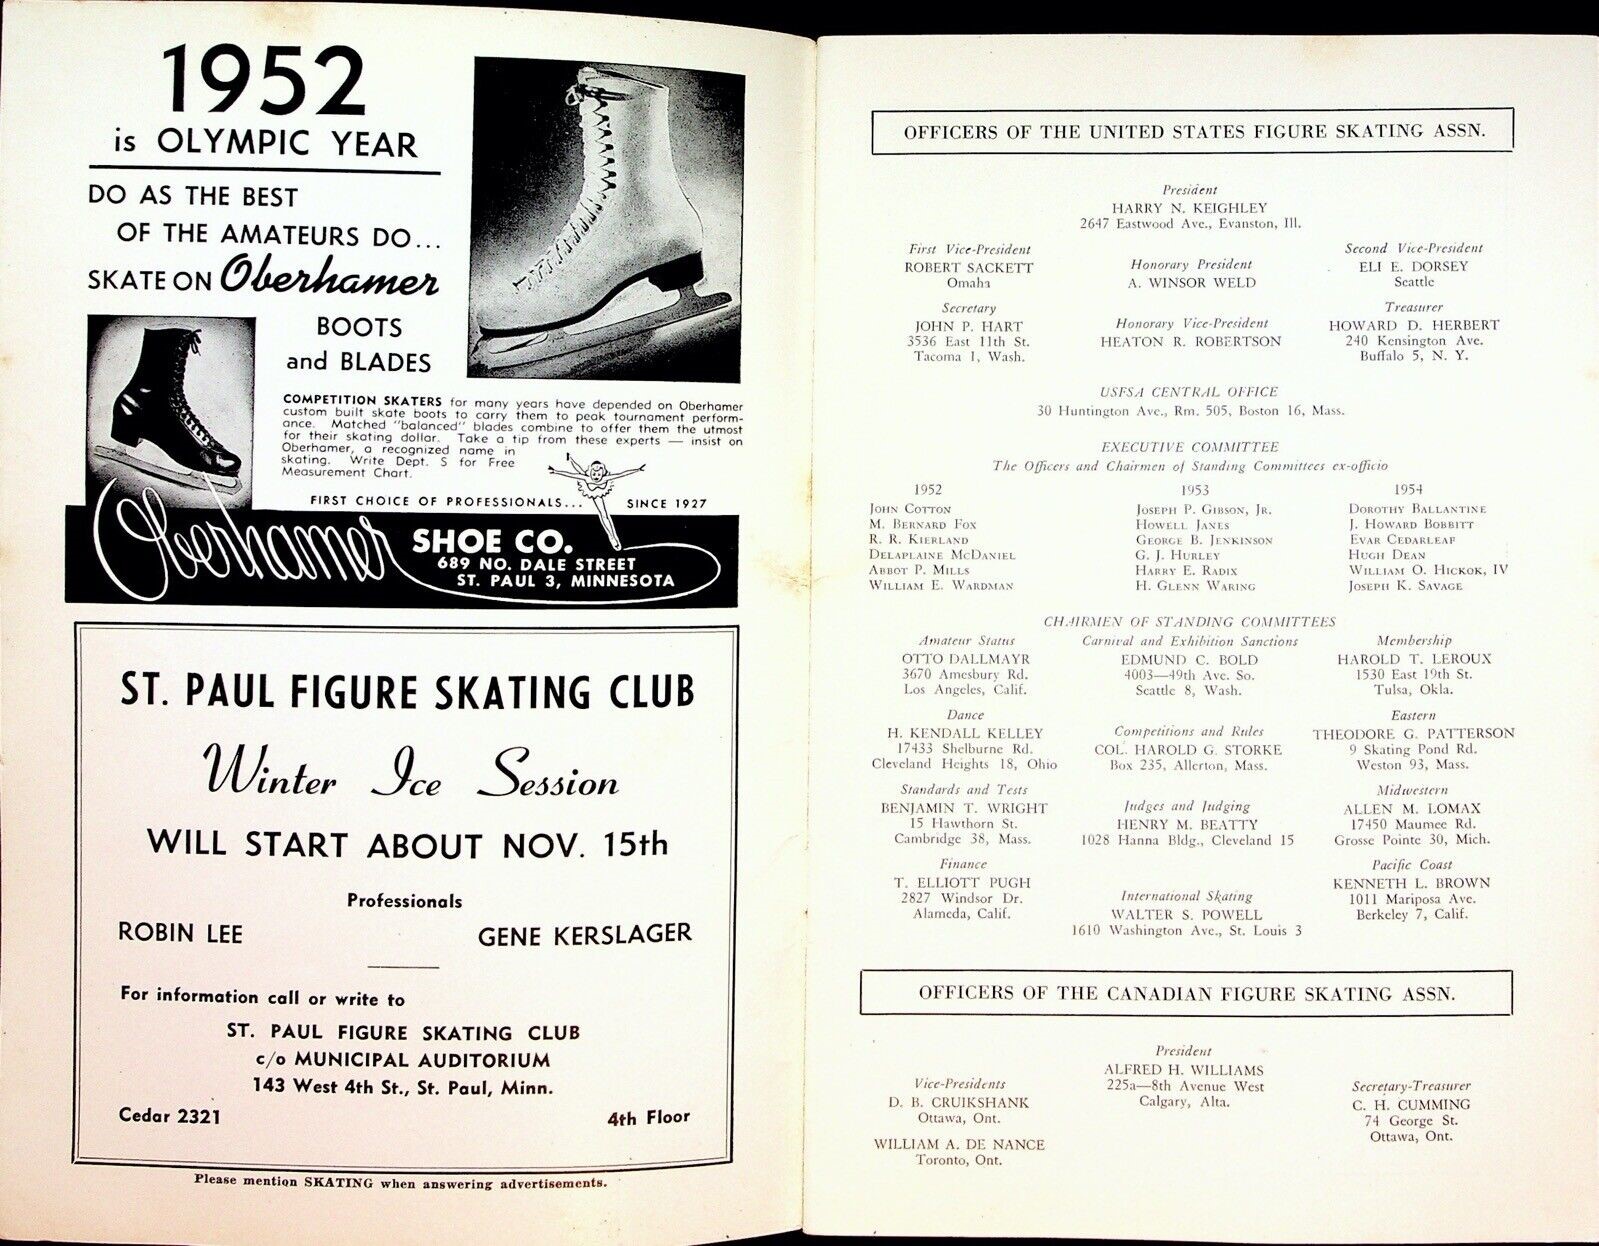 1952
is OLYMPIC YEAR
DO AS THE BEST
OF THE AMATEURS DO...
SKATE ON Oberhamer
BOOTS
and BLADES
COMPETITION SKATERS for many years have depended on Oberhamer
custom built skate boots to carry them to peak tournament perform-
ance. Matched "balanced" blades combine to offer them the utmost
for their skating dollar. Take a tip from these experts — insist on
Oberhamer, a recognized name in
skating. Write Dept. S for Free
Measurement Chart.
FIRST CHOICE OF PROFESSIONALS... SINCE 1927
Oberhamer SHOE CO.
689 NO. DALE STREET
ST. PAUL 3, MINNESOTA
ST. PAUL FIGURE SKATING CLUB
Winter Ice Session
WILL START ABOUT NOV. 15th
Professionals
ROBIN LEE GENE KERSLAGER
For information call or write to
ST. PAUL FIGURE SKATING CLUB
c/o MUNICIPAL AUDITORIUM
143 West 4th St., St. Paul, Minn.
Cedar 2321 4th Floor
Please mention SKATING when answering advertisements.
OFFICERS OF THE UNITED STATES FIGURE SKATING ASSN.
President
HARRY N. KEIGHLEY
2647 Eastwood Ave., Evanston, Ill.
First Vice-President
ROBERT SACKETT
Omaha
Honorary President
A. WINSOR WELD
Second Vice-President
ELI E. DORSEY
Seattle
Secretary
JOHN P. HART
3536 East 11th St.
Tacoma 1, Wash.
Honorary Vice-President
HEATON R. ROBERTSON
Treasurer
HOWARD D. HERBERT
240 Kensington Ave.
Buffalo 5, N. Y.
USFSA CENTRAL OFFICE
30 Huntington Ave., Rm. 505, Boston 16, Mass.
EXECUTIVE COMMITTEE
The Officers and Chairmen of Standing Committees ex-officio
1952
JOHN COTTON
M. BERNARD FOX
R. R. KIERLAND
DELAPLAINE MCDANIEL
ABBOT P. MILLS
WILLIAM E. WARDMAN
1953
JOSEPH P. GIBSON, JR.
HOWELL JANES
GEORGE B. JENKINSON
G. J. HURLEY
HARRY E. RADIX
H. GLENN WARING
1954
DOROTHY BALLANTINE
J. HOWARD BOBBITT
EVAR CEDARLEAF
HUGH DEAN
WILLIAM O. HICKOK, IV
JOSEPH K. SAVAGE
CHAIRMEN OF STANDING COMMITTEES
Amateur Status
OTTO DALLMAYR
3670 Amesbury Rd.
Los Angeles, Calif.
Carnival and Exhibition Sanctions
EDMUND C. BOLD
4003—49th Ave. So.
Seattle 8, Wash.
Membership
HAROLD T. LEROUX
1530 East 19th St.
Tulsa, Okla.
Dance
H. KENDALL KELLEY
17433 Shelburne Rd.
Cleveland Heights 18, Ohio
Competitions and Rules
COL. HAROLD G. STORKE
Box 235, Allerton, Mass.
Eastern
THEODORE G. PATTERSON
9 Skating Pond Rd.
Weston 93, Mass.
Standards and Tests
BENJAMIN T. WRIGHT
15 Hawthorn St.
Cambridge 38, Mass.
Judges and Judging
HENRY M. BEATTY
1028 Hanna Bldg., Cleveland 15
Midwestern
ALLEN M. LOMAX
17450 Maumee Rd.
Grosse Pointe 30, Mich.
Finance
T. ELLIOTT PUGH
2827 Windsor Dr.
Alameda, Calif.
International Skating
WALTER S. POWELL
1610 Washington Ave., St. Louis 3
Pacific Coast
KENNETH L. BROWN
1011 Mariposa Ave.
Berkeley 7, Calif.
OFFICERS OF THE CANADIAN FIGURE SKATING ASSN.
President
ALFRED H. WILLIAMS
225a—8th Avenue West
Calgary, Alta.
Vice-Presidents
D. B. CRUIKSHANK
Ottawa, Ont.
WILLIAM A. DE NANCE
Toronto, Ont.
Secretary-Treasurer
C. H. CUMMING
74 George St.
Ottawa, Ont.